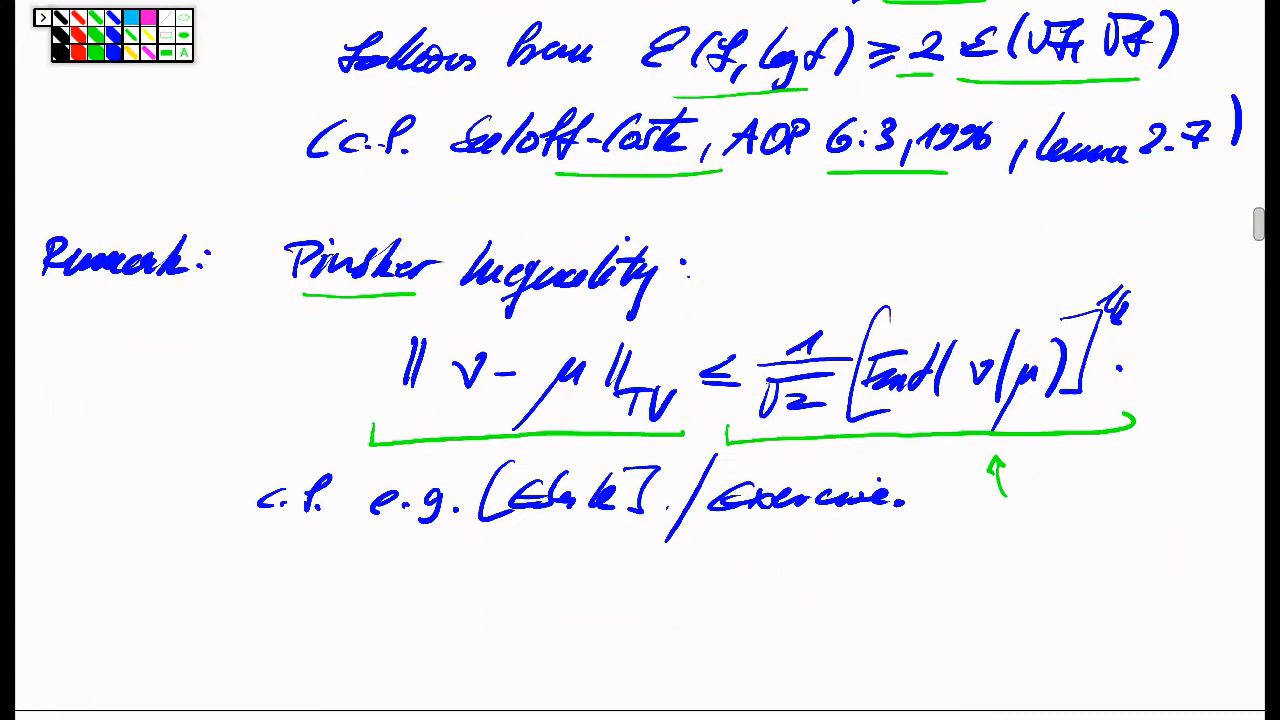 follows from ℰ(f, log f) ≥ 2 ℰ(√f, √f)
(c.f. Saloff-Coste, AOP 6:3, 1996, Lemma 2.7)
Remark: Pinsker Inequality:
‖ν - μ‖_TV ≤ 1/√2 [Ent(ν|μ)]^{1/2}.
c.f. e.g. [ ]. / Exercise.